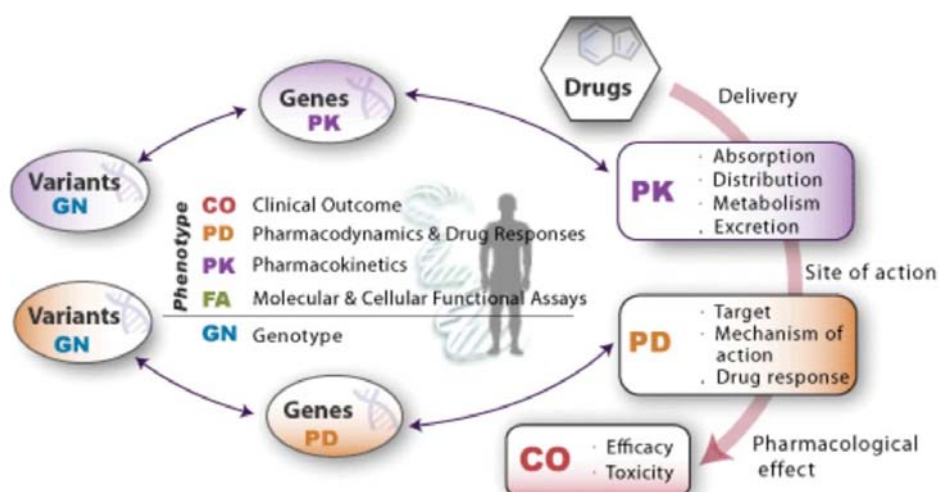 Drugs
Delivery
Genes
PK
Variants
GN
PK
· Absorption
· Distribution
· Metabolism
. Excretion
Phenotype
CO Clinical Outcome
PD Pharmacodynamics & Drug Responses
PK Pharmacokinetics
FA Molecular & Cellular Functional Assays
GN Genotype
Site of action
Variants
GN
PD
· Target
· Mechanism of
action
. Drug response
Genes
PD
CO
· Efficacy
· Toxicity
Pharmacological
effect